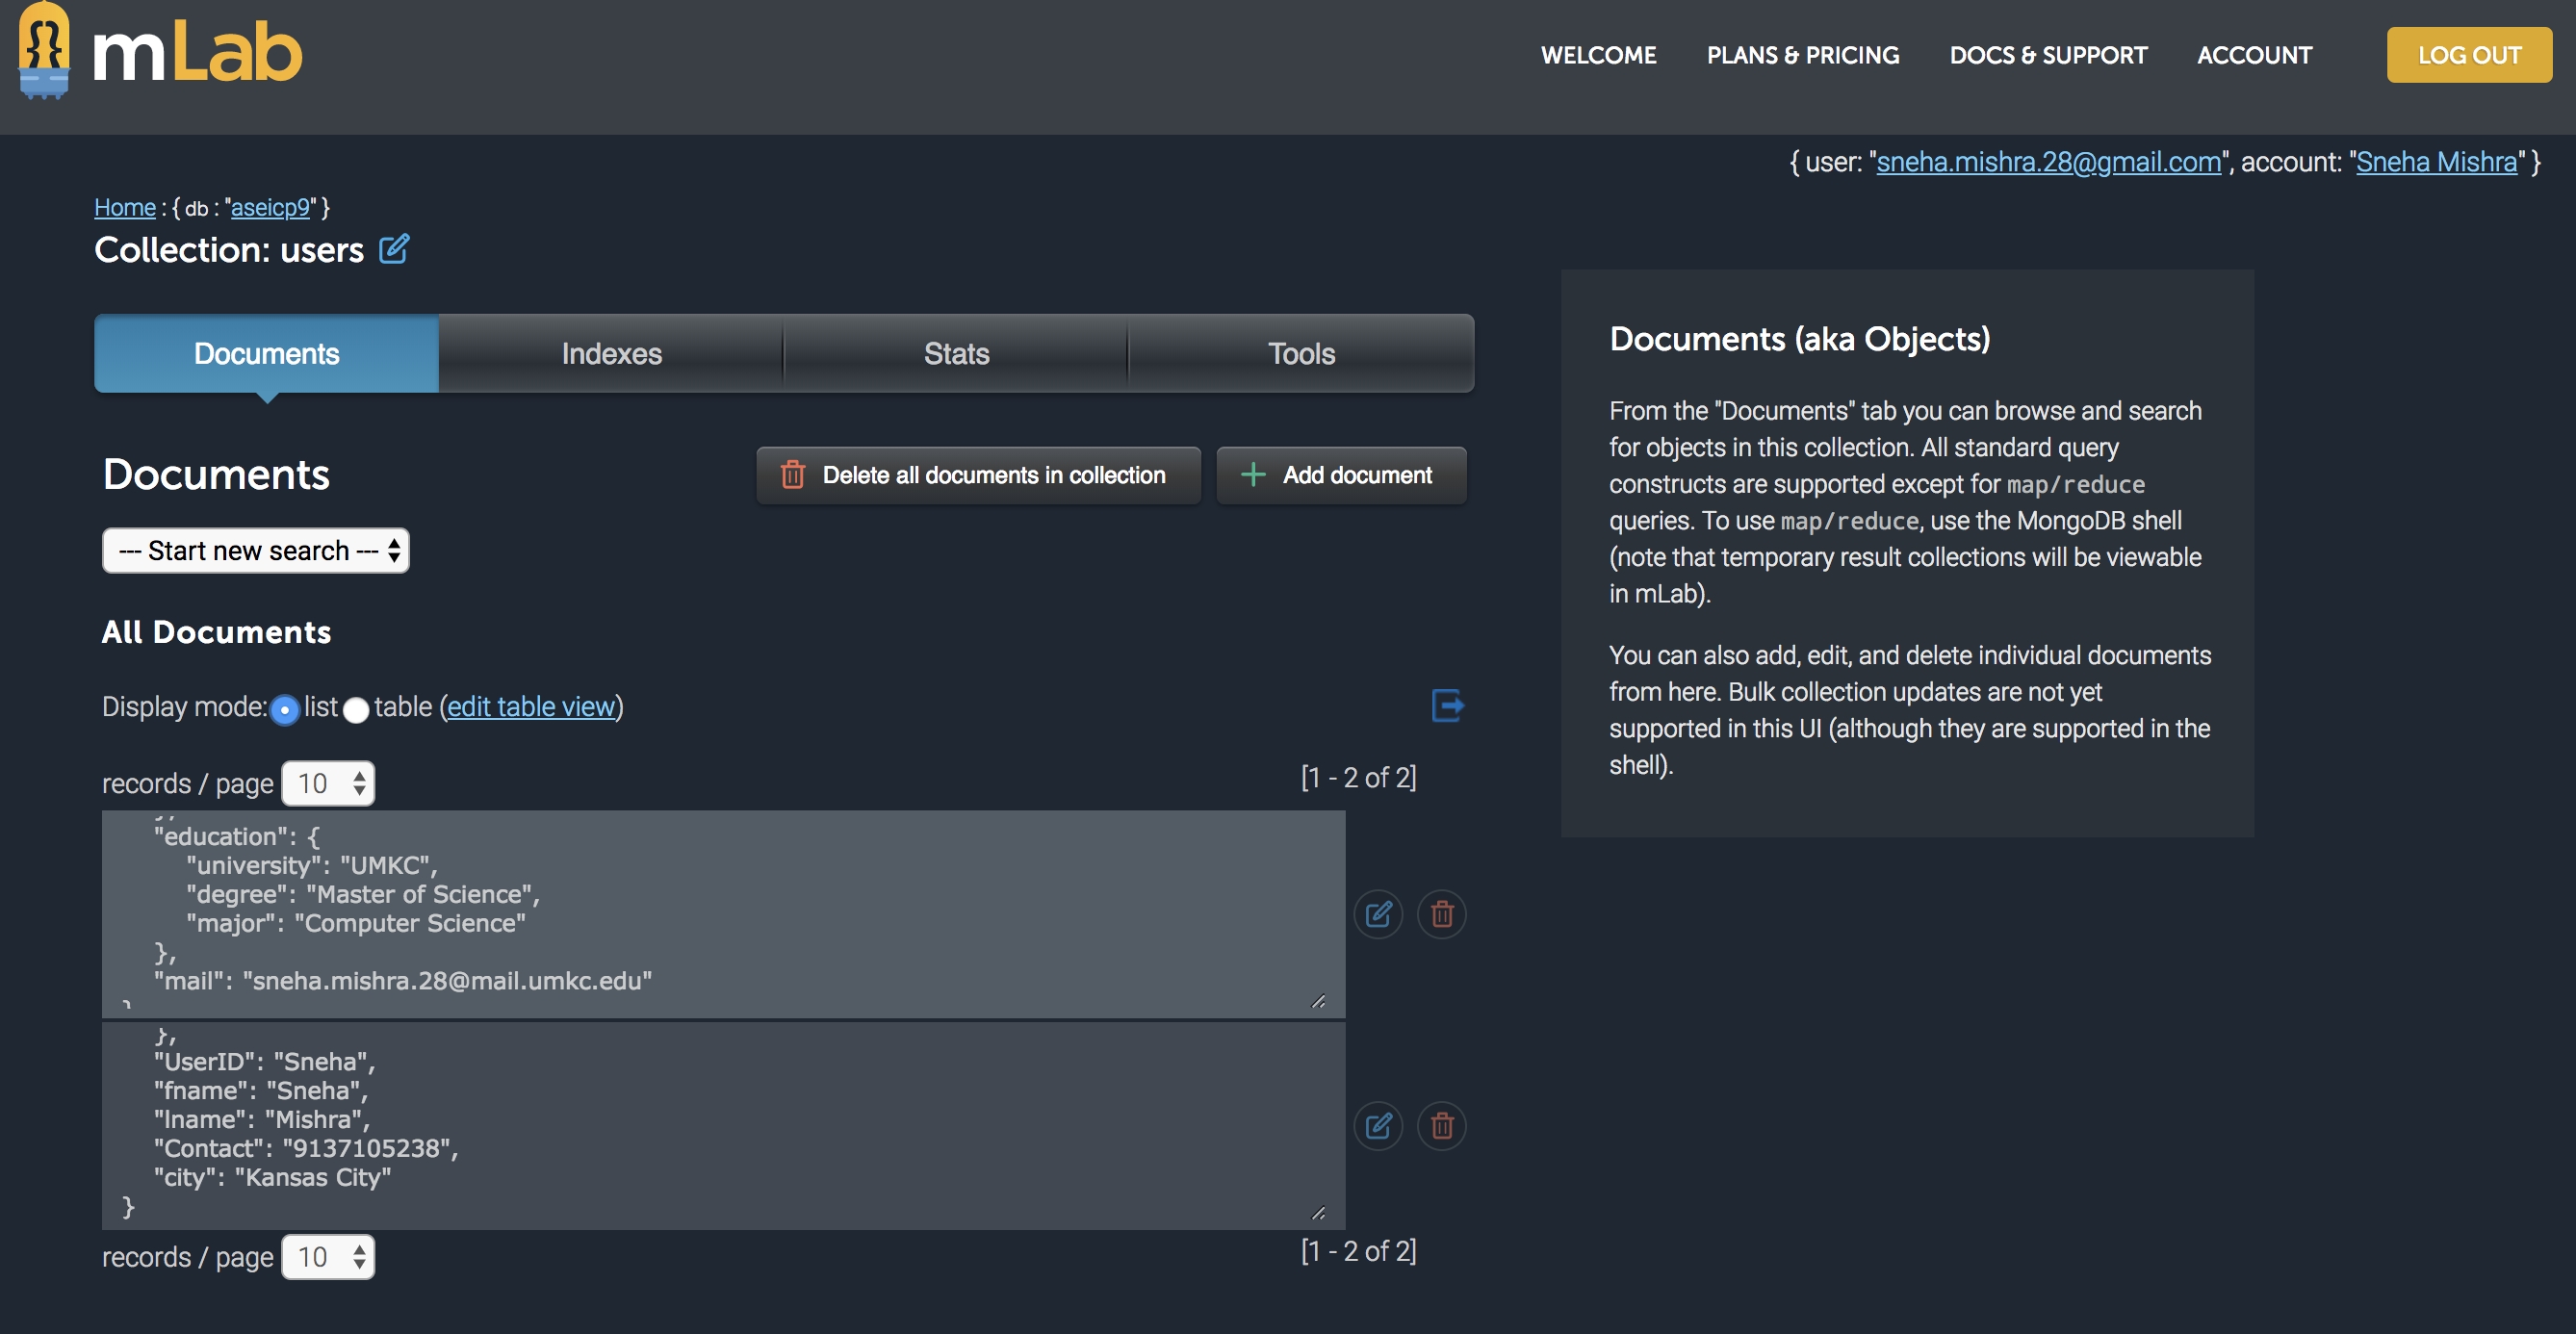 mLab
WELCOME PLANS & PRICING DOCS & SUPPORT ACCOUNT LOG OUT
{ user: "sneha.mishra.28@gmail.com", account: "Sneha Mishra" }
Home : { db : "aseicp9" }
Collection: users
Documents Indexes Stats Tools
Documents
Delete all documents in collection
Add document
--- Start new search ---
All Documents
Display mode: list table (edit table view)
records / page 10
[1 - 2 of 2]
"education": {
"university": "UMKC",
"degree": "Master of Science",
"major": "Computer Science"
},
"mail": "sneha.mishra.28@mail.umkc.edu"
}
},
"UserID": "Sneha",
"fname": "Sneha",
"lname": "Mishra",
"Contact": "9137105238",
"city": "Kansas City"
}
records / page 10
[1 - 2 of 2]
Documents (aka Objects)
From the "Documents" tab you can browse and search
for objects in this collection. All standard query
constructs are supported except for map/reduce
queries. To use map/reduce, use the MongoDB shell
(note that temporary result collections will be viewable
in mLab).
You can also add, edit, and delete individual documents
from here. Bulk collection updates are not yet
supported in this UI (although they are supported in the
shell).